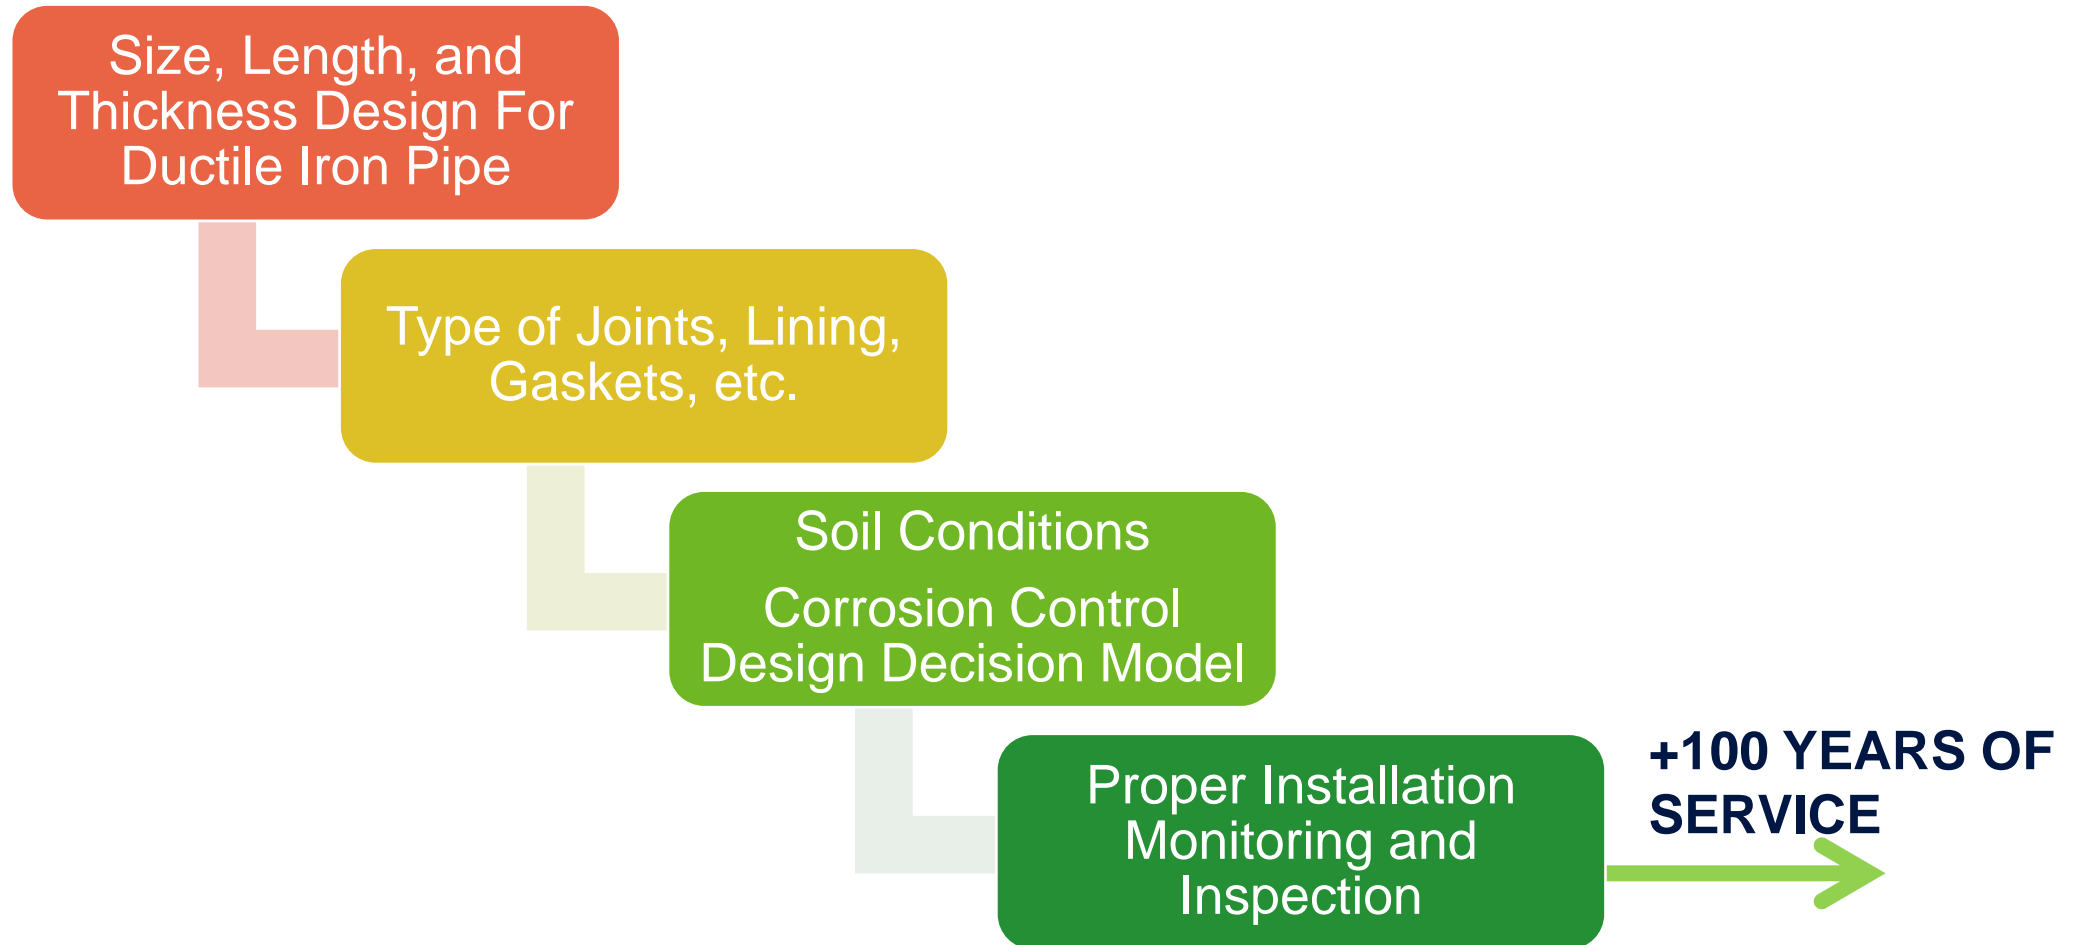 Size, Length, and
Thickness Design For
Ductile Iron Pipe
Type of Joints, Lining,
Gaskets, etc.
Soil Conditions
Corrosion Control
Design Decision Model
Proper Installation
Monitoring and
Inspection
+100 YEARS OF
SERVICE